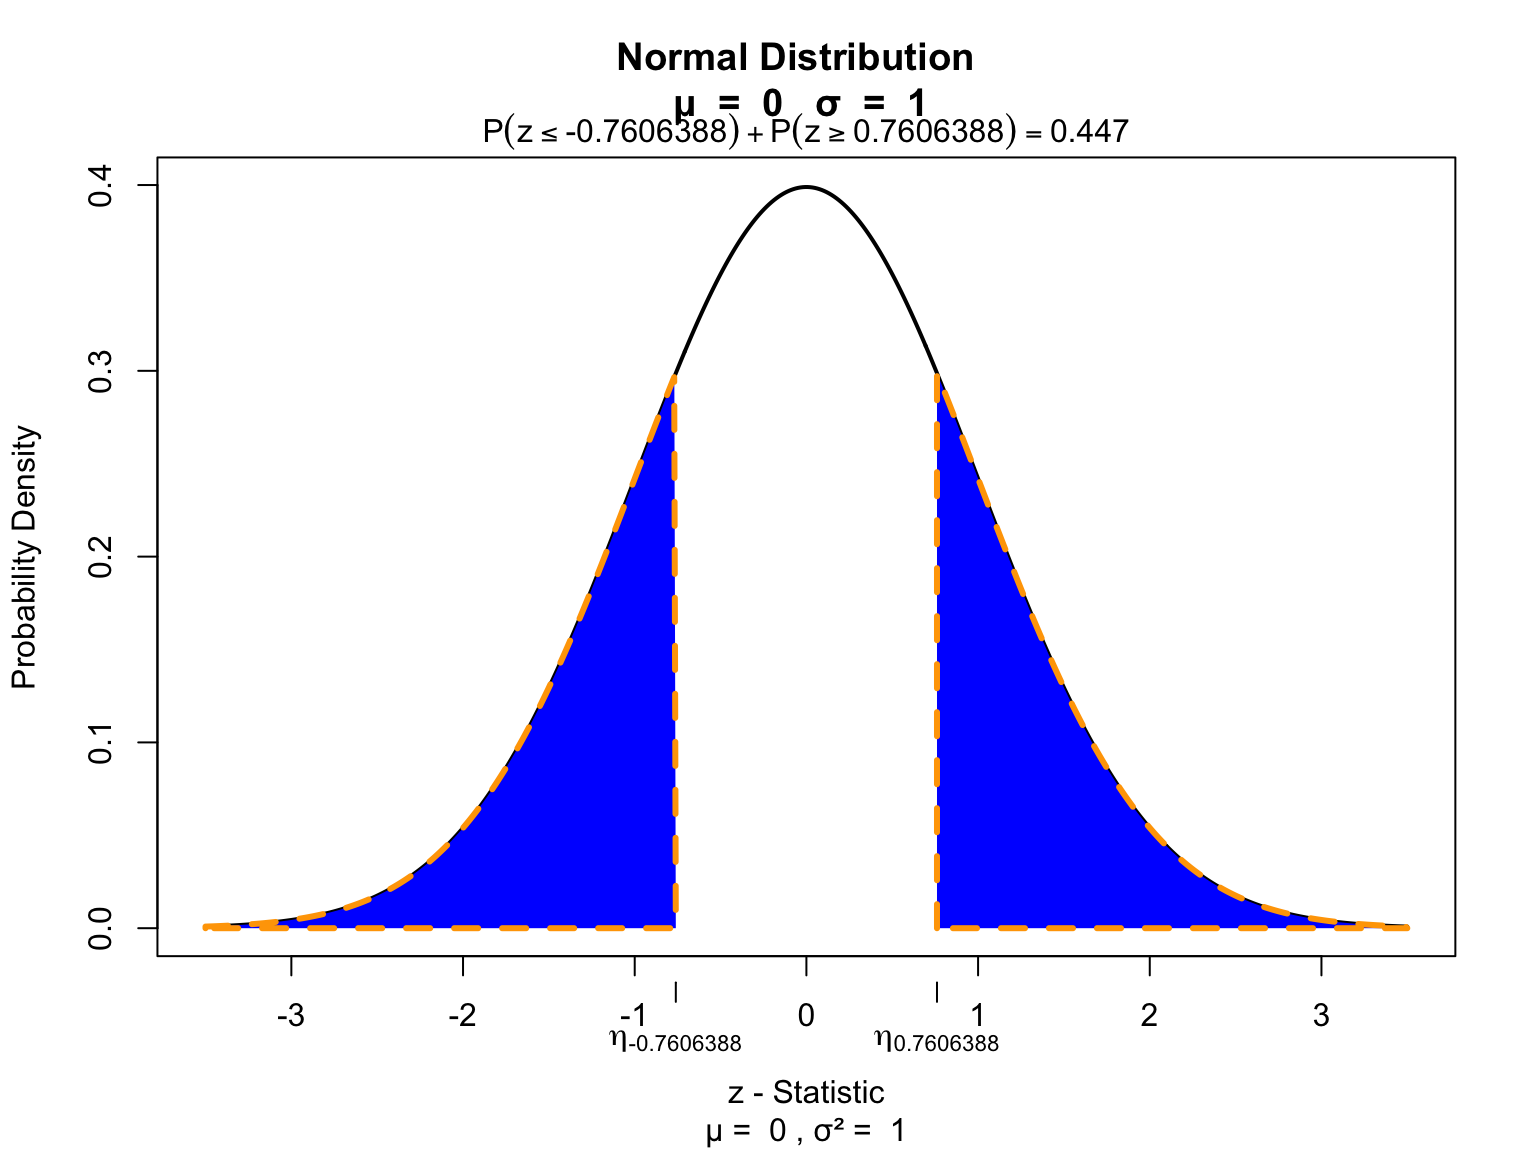 Normal Distribution
μ = 0 σ = 1
P(z ≤ -0.7606388) + P(z ≥ 0.7606388) = 0.447
Probability Density
0.4
0.3
0.2
0.1
0.0
-3 -2 -1 0 1 2 3
η-0.7606388 η0.7606388
z - Statistic
μ = 0 , σ² = 1